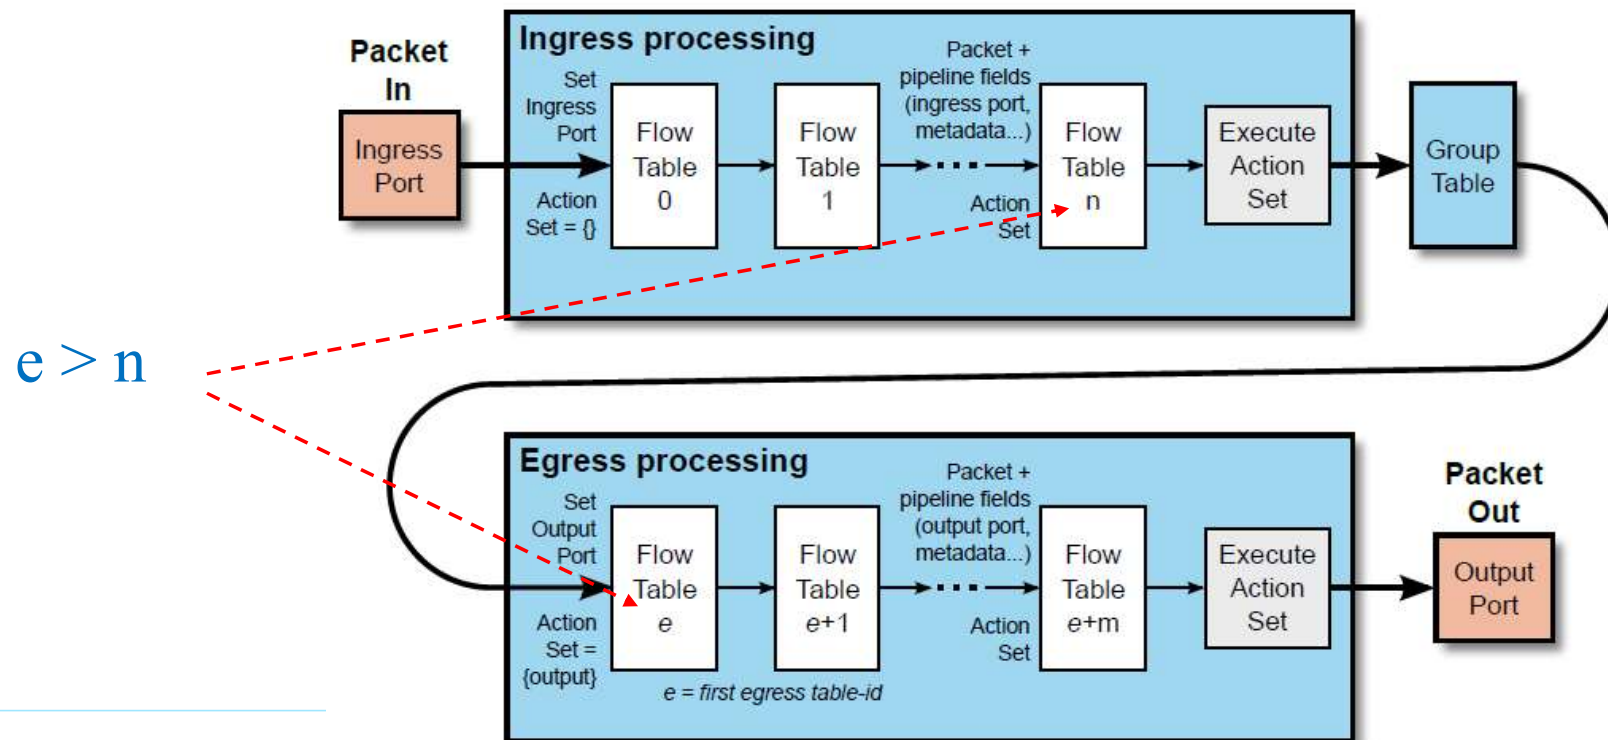 Ingress processing
Packet
In
Ingress
Port
Set
Ingress
Port
Action
Set = {}
Flow
Table
0
Flow
Table
1
Packet +
pipeline fields
(ingress port,
metadata...)
Action
Set
Flow
Table
n
Execute
Action
Set
Group
Table
e > n
Egress processing
Set
Output
Port
Action
Set =
{output}
Flow
Table
e
Flow
Table
e+1
Packet +
pipeline fields
(output port,
metadata...)
Action
Set
Flow
Table
e+m
Execute
Action
Set
Packet
Out
Output
Port
e = first egress table-id